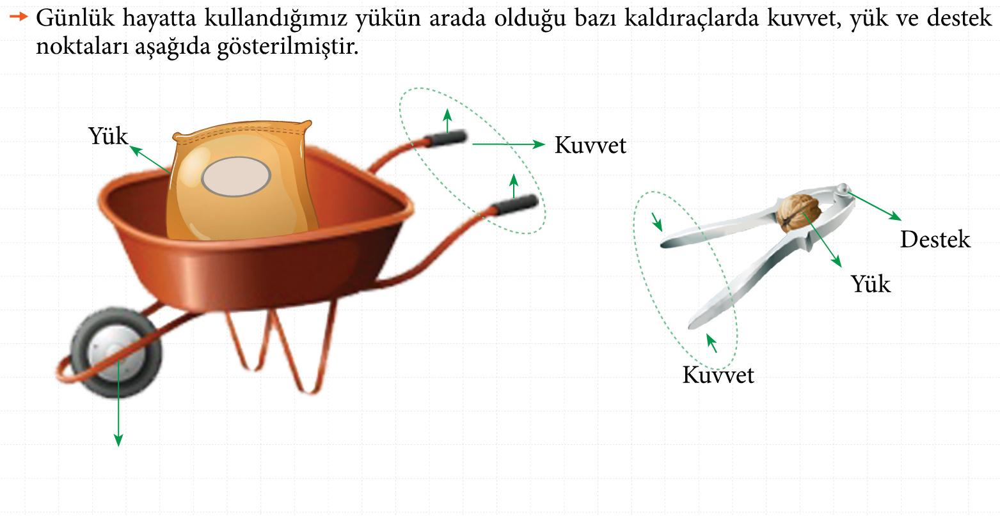 Günlük hayatta kullandığımız yükün arada olduğu bazı kaldıraçlarda kuvvet, yük ve destek
noktaları aşağıda gösterilmiştir.
Yük
Kuvvet
Destek
Yük
Kuvvet